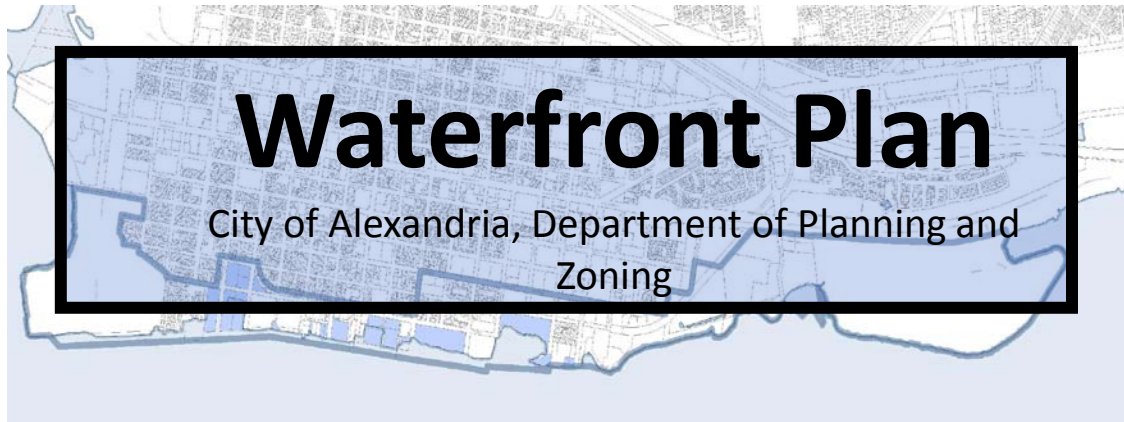 Waterfront Plan
City of Alexandria, Department of Planning and
Zoning